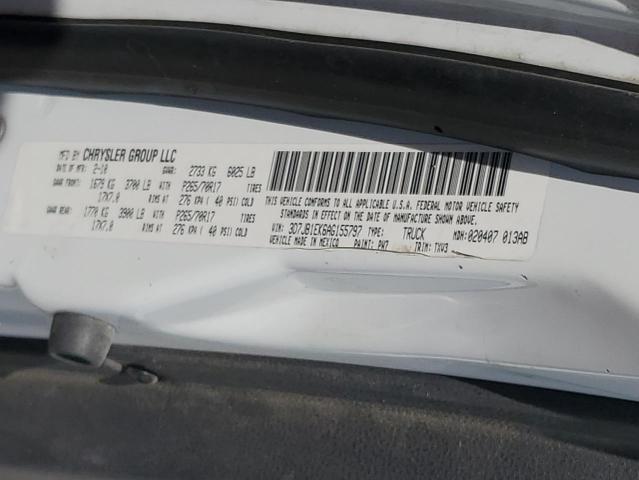 MFD BY CHRYSLER GROUP LLC
DATE OF MFR: 2-10 GVWR: 2733 KG 6025 LB
GAWR FRONT: 1679 KG 3700 LB WITH P265/70R17 TIRES
17X7.0 RIMS AT 276 KPA ( 40 PSI) COLD
GAWR REAR: 1770 KG 3900 LB WITH P265/70R17 TIRES
17X7.0 RIMS AT 276 KPA ( 40 PSI) COLD
THIS VEHICLE CONFORMS TO ALL APPLICABLE U.S.A. FEDERAL MOTOR VEHICLE SAFETY
STANDARDS IN EFFECT ON THE DATE OF MANUFACTURE SHOWN ABOVE.
VIN: 3D7JB1EK6AG155797 TYPE: TRUCK MDH: 020407 013AB
VEHICLE MADE IN MEXICO PAINT: PW7 TRIM: TXV3